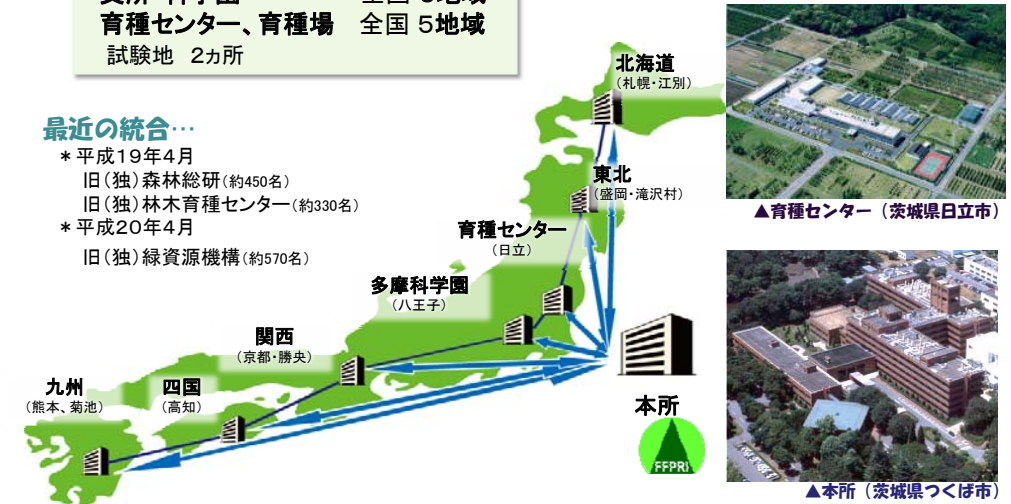 育種センター、育種場 全国 5地域
試験地 2ヵ所
最近の統合…
＊平成19年4月
旧(独)森林総研(約450名)
旧(独)林木育種センター(約330名)
＊平成20年4月
旧(独)緑資源機構(約570名)
北海道
(札幌・江別)
東北
(盛岡・滝沢村)
育種センター
(日立)
多摩科学園
(八王子)
関西
(京都・勝央)
四国
(高知)
九州
(熊本、菊池)
本所
FFPRI
▲育種センター（茨城県日立市）
▲本所（茨城県つくば市）